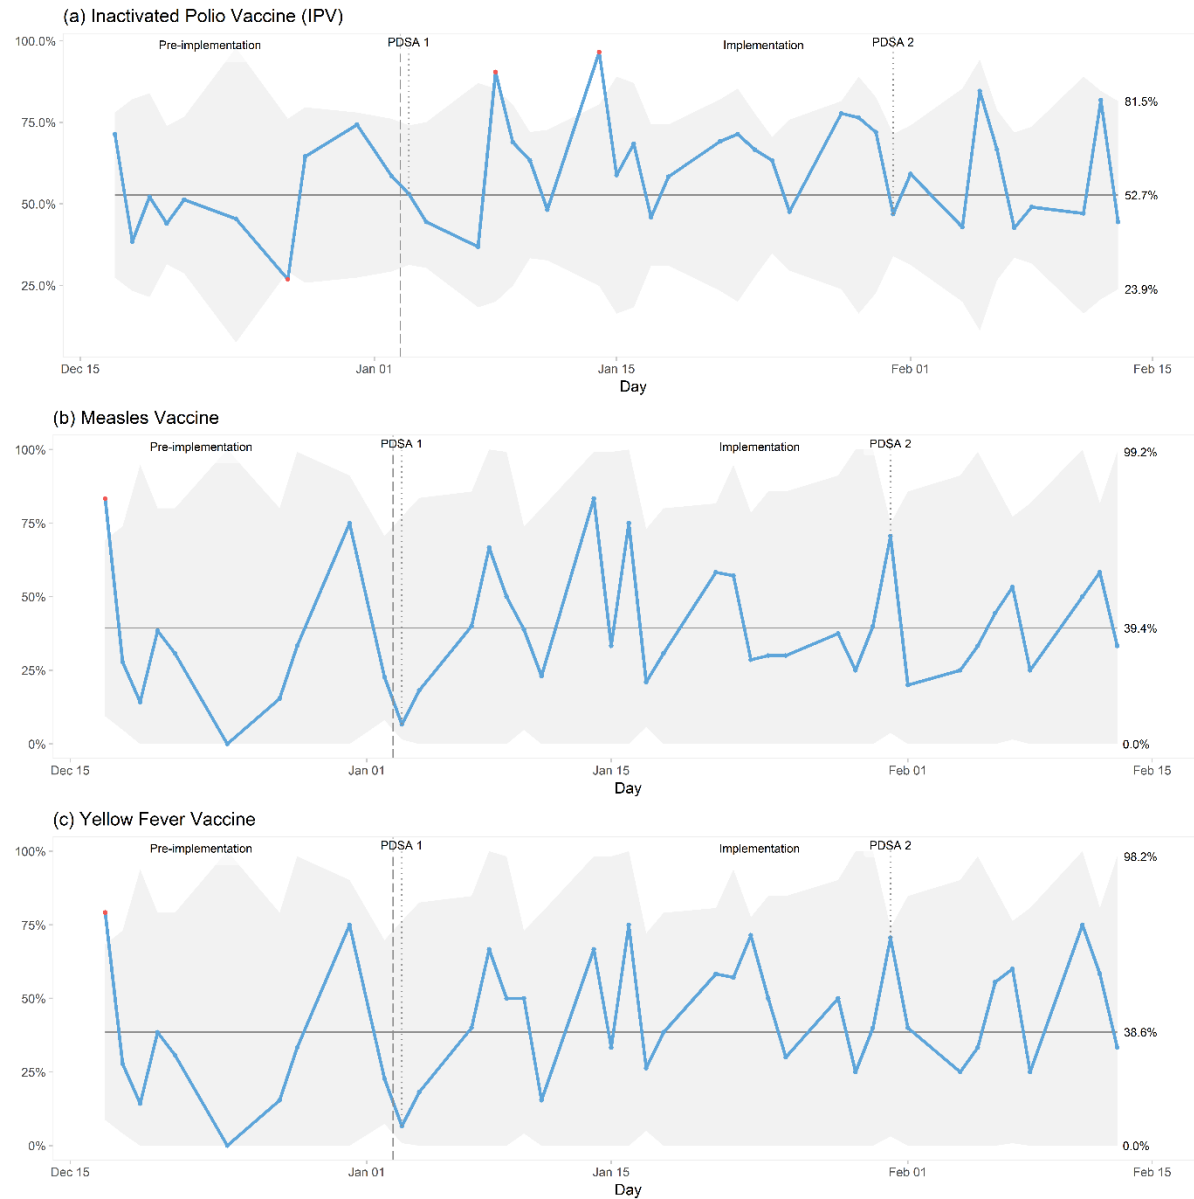 (a) Inactivated Polio Vaccine (IPV)
100.0%
Pre-implementation
PDSA 1
Implementation
PDSA 2
81.5%
75.0%
52.7%
50.0%
25.0%
23.9%
Dec 15
Jan 01
Jan 15
Feb 01
Feb 15
Day
(b) Measles Vaccine
100%
Pre-implementation
PDSA 1
Implementation
PDSA 2
99.2%
75%
50%
39.4%
25%
0%
0.0%
Dec 15
Jan 01
Jan 15
Feb 01
Feb 15
Day
(c) Yellow Fever Vaccine
100%
Pre-implementation
PDSA 1
Implementation
PDSA 2
98.2%
75%
50%
38.6%
25%
0%
0.0%
Dec 15
Jan 01
Jan 15
Feb 01
Feb 15
Day